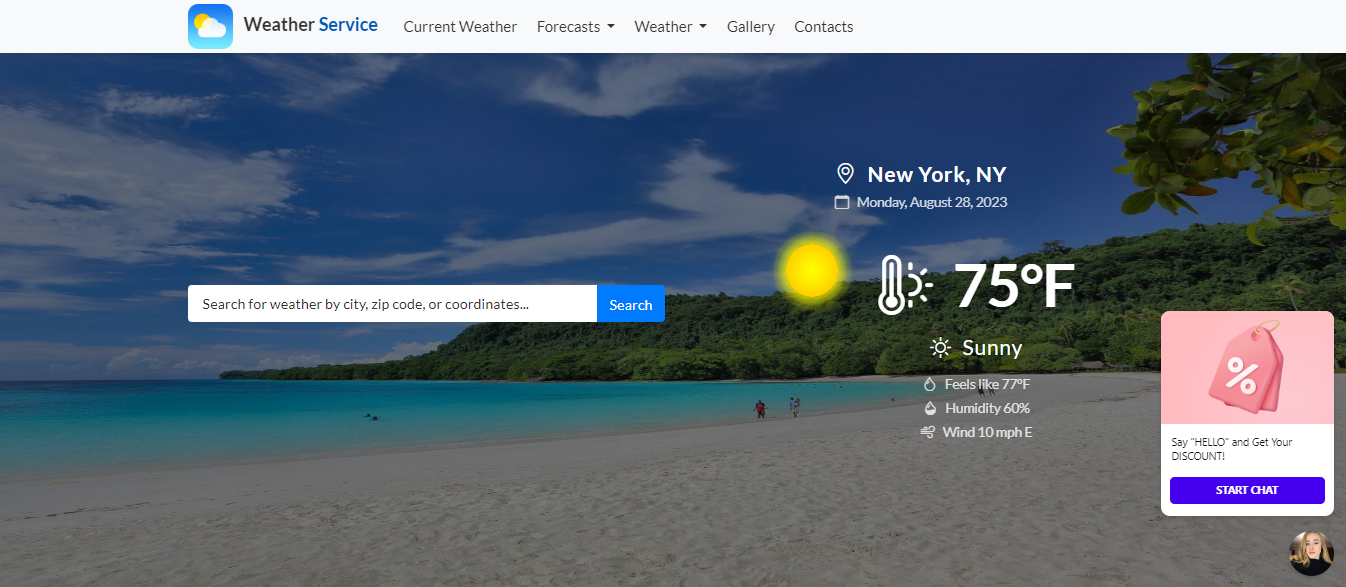 Weather Service
Current Weather
Forecasts
Weather
Gallery
Contacts
New York, NY
Monday, August 28, 2023
Search for weather by city, zip code, or coordinates...
Search
75°F
Sunny
Feels like 77°F
Humidity 60%
Wind 10 mph E
%
Say "HELLO" and Get Your
DISCOUNT!
START CHAT